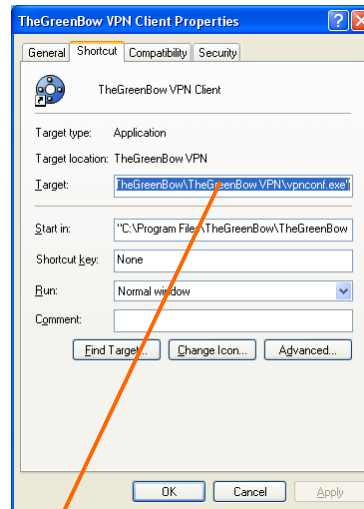 TheGreenBow VPN Client Properties
General Shortcut Compatibility Security
TheGreenBow VPN Client
Target type: Application
Target location: TheGreenBow VPN
Target: TheGreenBow\TheGreenBow VPN\vpnconf.exe"
Start in: "C:\Program Files\TheGreenBow\TheGreenBow
Shortcut key: None
Run: Normal window
Comment:
Find Target... Change Icon... Advanced...
OK Cancel Apply